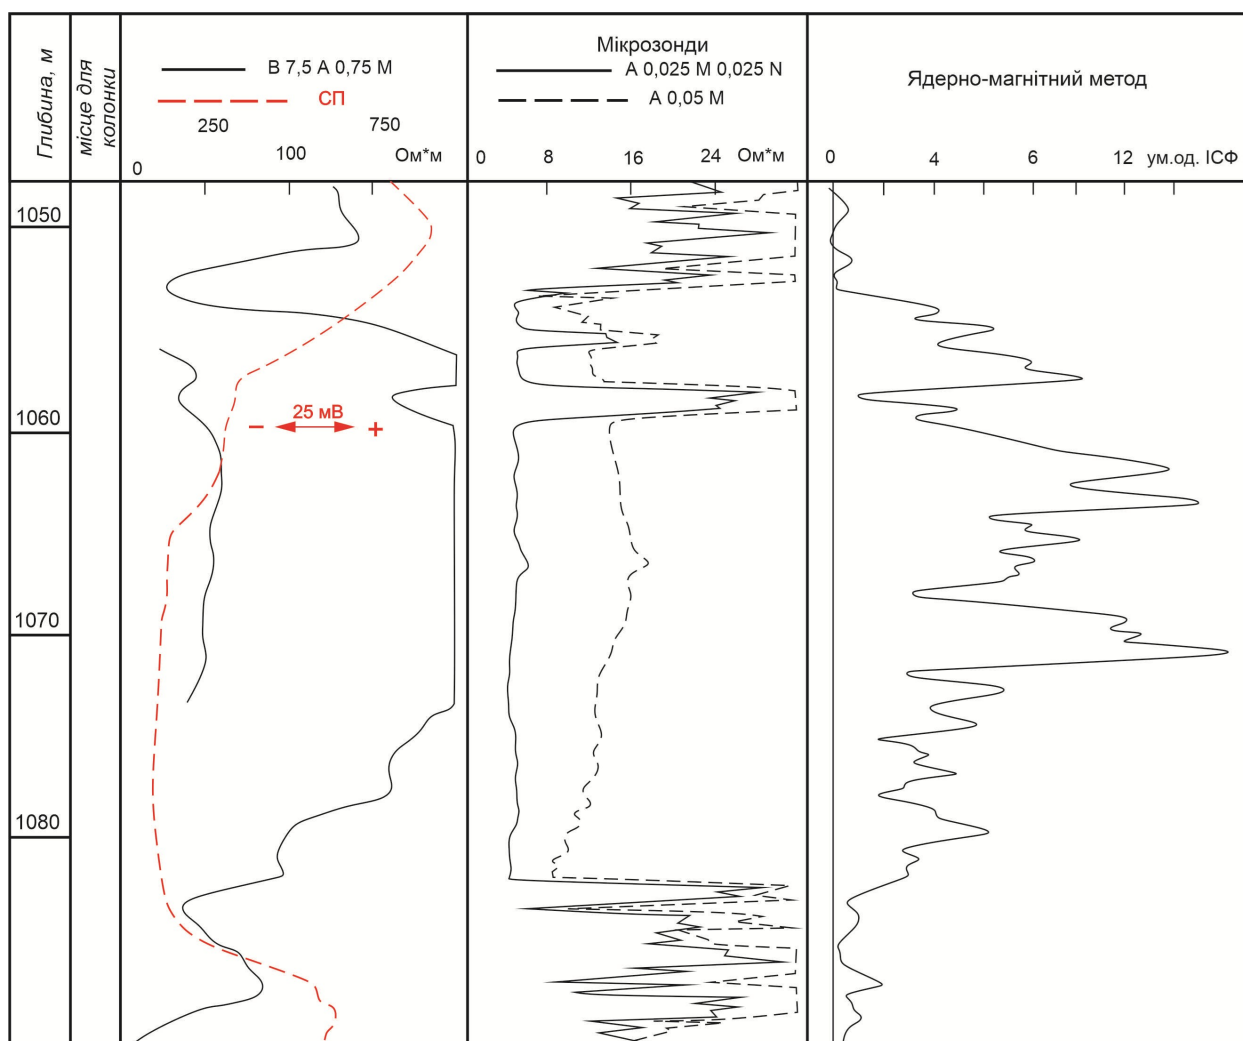 Глибина, м
місце для
колонки
В 7,5 А 0,75 М
СП
250 750
0 100 Ом*м
Мікрозонди
А 0,025 М 0,025 N
А 0,05 М
0 8 16 24 Ом*м
Ядерно-магнітний метод
0 4 6 12 ум.од. ІСФ
1050
25 мВ
− +
1060
1070
1080